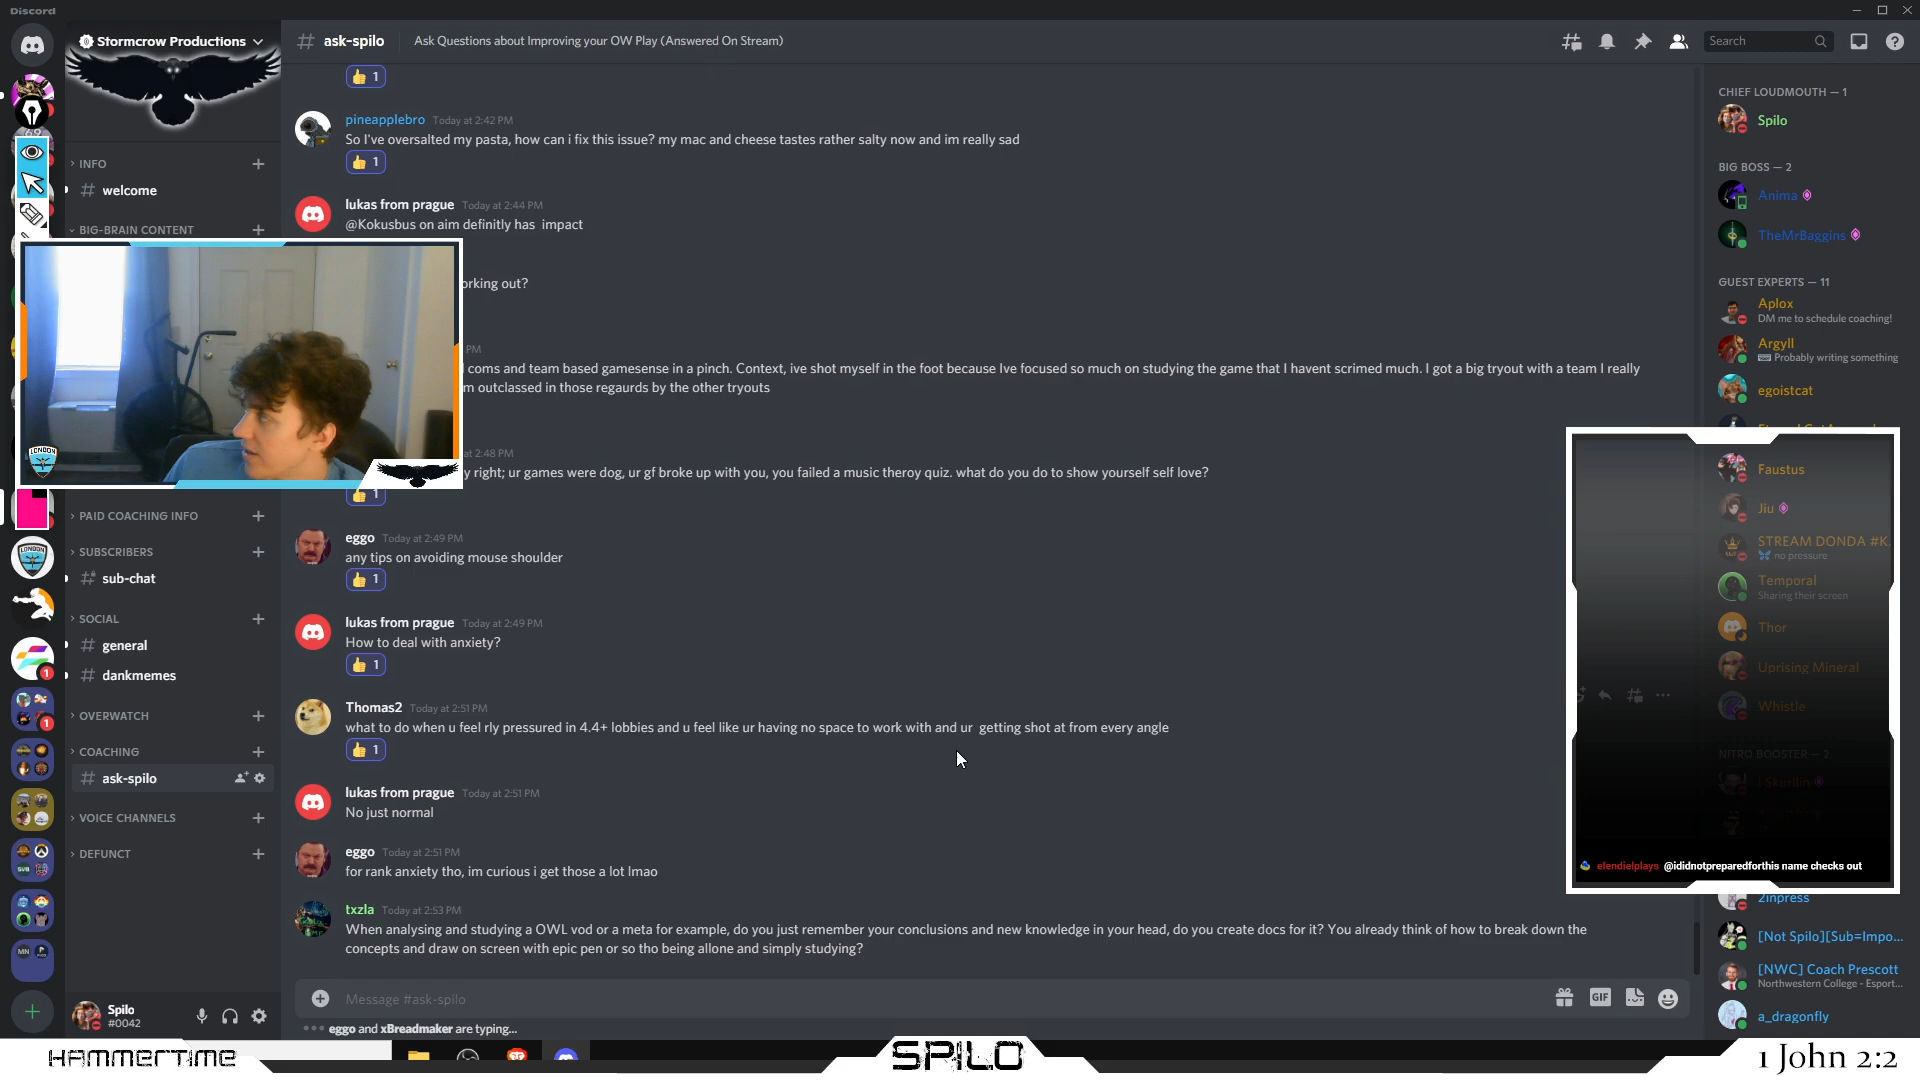 Discord
Stormcrow Productions
INFO
welcome
BIG-BRAIN CONTENT
PAID COACHING INFO
SUBSCRIBERS
sub-chat
SOCIAL
general
dankmemes
OVERWATCH
COACHING
ask-spilo
VOICE CHANNELS
DEFUNCT
Spilo
#0042
LONDON
LONDON
# ask-spilo
Ask Questions about Improving your OW Play (Answered On Stream)
Search
👍 1
pineapplebro Today at 2:42 PM
So I've oversalted my pasta, how can i fix this issue? my mac and cheese tastes rather salty now and im really sad
👍 1
lukas from prague Today at 2:44 PM
@Kokusbus on aim definitly has impact
orking out?
PM
coms and team based gamesense in a pinch. Context, ive shot myself in the foot because Ive focused so much on studying the game that I havent scrimed much. I got a big tryout with a team I really
m outclassed in those regaurds by the other tryouts
at 2:48 PM
y right; ur games were dog, ur gf broke up with you, you failed a music theroy quiz. what do you do to show yourself self love?
👍 1
eggo Today at 2:49 PM
any tips on avoiding mouse shoulder
👍 1
lukas from prague Today at 2:49 PM
How to deal with anxiety?
👍 1
Thomas2 Today at 2:51 PM
what to do when u feel rly pressured in 4.4+ lobbies and u feel like ur having no space to work with and ur getting shot at from every angle
👍 1
lukas from prague Today at 2:51 PM
No just normal
eggo Today at 2:51 PM
for rank anxiety tho, im curious i get those a lot lmao
txzla Today at 2:53 PM
When analysing and studying a OWL vod or a meta for example, do you just remember your conclusions and new knowledge in your head, do you create docs for it? You already think of how to break down the
concepts and draw on screen with epic pen or so tho being allone and simply studying?
Message #ask-spilo
GIF
eggo and xBreadmaker are typing...
CHIEF LOUDMOUTH — 1
Spilo
BIG BOSS — 2
Anima
TheMrBaggins
GUEST EXPERTS — 11
Aplox
DM me to schedule coaching!
Argyll
Probably writing something
egoistcat
Faustus
Jiu
STREAM DONDA #K
no pressure
Temporal
Sharing their screen
Thor
Uprising Mineral
Whistle
NITRO BOOSTER — 2
elendielplays @ididnotpreparedforthis name checks out
2inpress
[Not Spilo][Sub=Impo...
[NWC] Coach Prescott
Northwestern College - Esport...
a_dragonfly
HAMMERTIME
SPILO
1 John 2:2